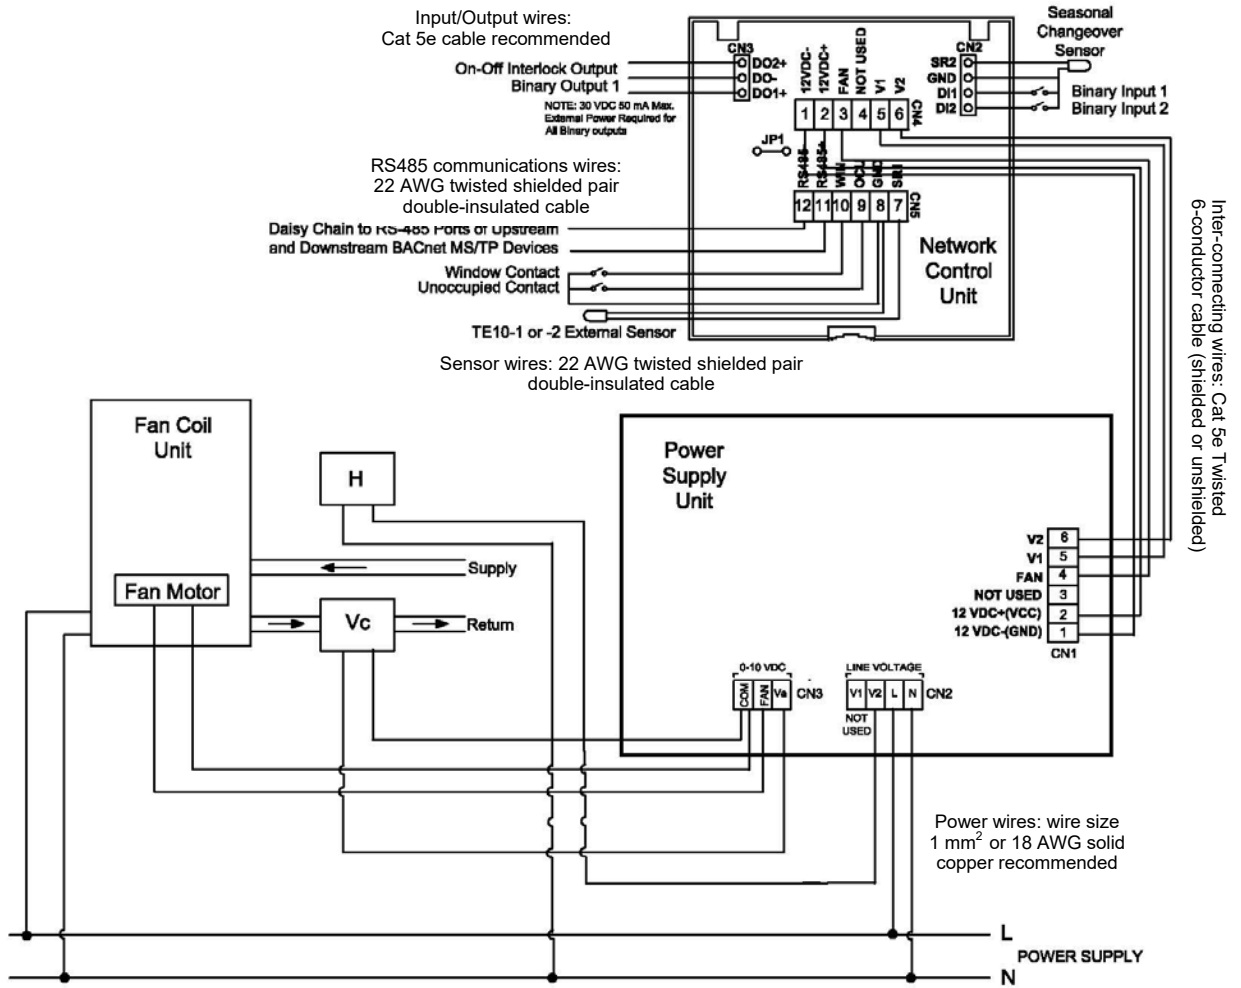 Input/Output wires:
Cat 5e cable recommended
Seasonal
Changeover
Sensor
On-Off Interlock Output
Binary Output 1
NOTE: 30 VDC 50 mA Max.
External Power Required for
All Binary outputs
CN3
DO2+
DO-
DO1+
12VDC-
12VDC+
FAN
NOT USED
V1
V2
1 2 3 4 5 6
CN4
CN2
SR2
GND
DI1
DI2
Binary Input 1
Binary Input 2
JP1
RS485 communications wires:
22 AWG twisted shielded pair
double-insulated cable
RS485-
RS485+
WIN
OCU
GND
SR1
12 11 10 9 8 7
CN5
Daisy Chain to RS-485 Ports of Upstream
and Downstream BACnet MS/TP Devices
Window Contact
Unoccupied Contact
TE10-1 or -2 External Sensor
Network
Control
Unit
Sensor wires: 22 AWG twisted shielded pair
double-insulated cable
Inter-connecting wires: Cat 5e Twisted
6-conductor cable (shielded or unshielded)
Fan Coil
Unit
H
Supply
Fan Motor
Vc
Return
Power
Supply
Unit
V2 6
V1 5
FAN 4
NOT USED 3
12 VDC+(VCC) 2
12 VDC-(GND) 1
CN1
0-10 VDC
COM FAN Va CN3
LINE VOLTAGE
V1 V2 L N CN2
NOT
USED
Power wires: wire size
1 mm2 or 18 AWG solid
copper recommended
L
POWER SUPPLY
N